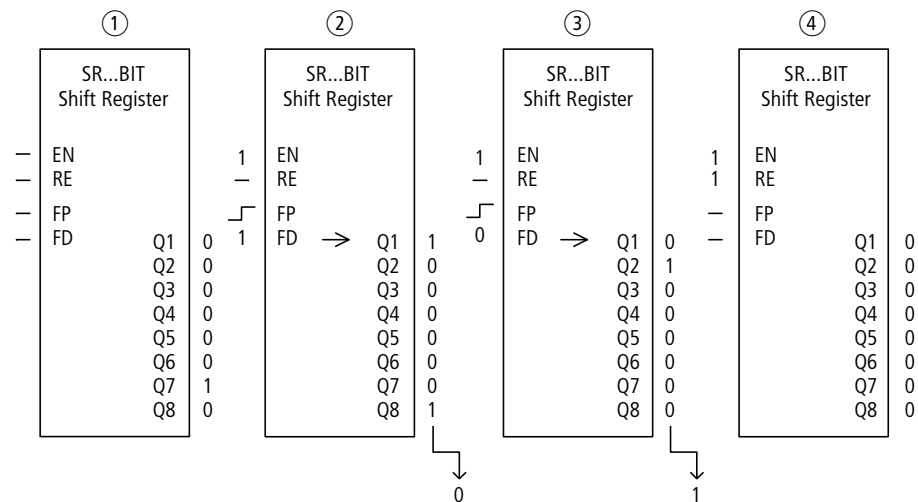 1 2 3 4
SR...BIT SR...BIT SR...BIT SR...BIT
Shift Register Shift Register Shift Register Shift Register
– EN 1 EN 1 EN 1 EN
– RE – RE – RE 1 RE
– FP FP FP – FP
– FD Q1 0 1 FD → Q1 1 0 FD → Q1 0 – FD Q1 0
Q2 0 Q2 0 Q2 1 Q2 0
Q3 0 Q3 0 Q3 0 Q3 0
Q4 0 Q4 0 Q4 0 Q4 0
Q5 0 Q5 0 Q5 0 Q5 0
Q6 0 Q6 0 Q6 0 Q6 0
Q7 1 Q7 0 Q7 0 Q7 0
Q8 0 Q8 1 Q8 0 Q8 0
0 1